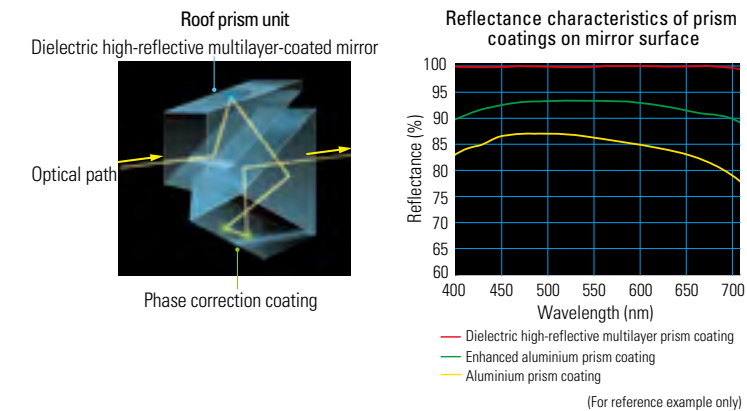 Roof prism unit
Dielectric high-reflective multilayer-coated mirror
Optical path
Phase correction coating
Reflectance characteristics of prism
coatings on mirror surface
Reflectance (%)
100
95
90
85
80
75
70
65
60
400 450 500 550 600 650 700
Wavelength (nm)
Dielectric high-reflective multilayer prism coating
Enhanced aluminium prism coating
Aluminium prism coating
(For reference example only)